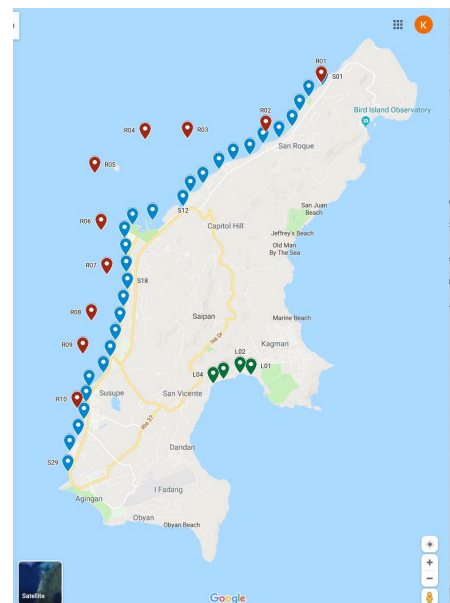 K
R01
S01
Bird Island Observatory
R02
R04
R03
San Roque
R05
San Juan
Beach
S12
R06
Capitol Hill
Jeffrey's Beach
Old Man
By The Sea
R07
S18
R08
Saipan
Isa Dr
Marine Beach
R09
Kagman
L02
L04
L01
R10
Susupe
San Vicente
Rte 37
Dandan
S29
I Fadang
Agingan
Obyan
Obyan Beach
Satellite
Google